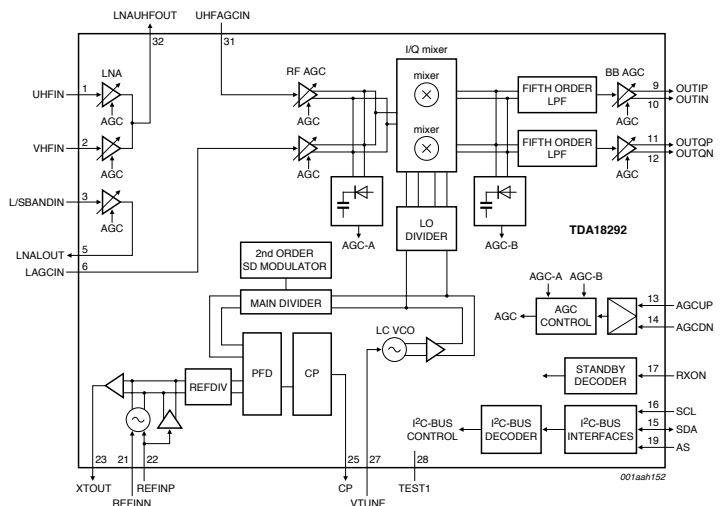 LNAUHFOUT UHFAGCIN
32 31
I/Q mixer
LNA RF AGC BB AGC
UHFIN 1 mixer FIFTH ORDER LPF 9 OUTIP
10 OUTIN
AGC AGC AGC
VHFIN 2 mixer FIFTH ORDER LPF 11 OUTQP
12 OUTQN
AGC AGC AGC
L/SBANDIN 3
AGC
LNALOUT 5
LAGCIN 6
AGC-A LO DIVIDER AGC-B
TDA18292
2nd ORDER SD MODULATOR
MAIN DIVIDER
AGC-A AGC-B
AGC AGC CONTROL 13 AGCUP
14 AGCDN
LC VCO
REFDIV PFD CP
STANDBY DECODER 17 RXON
I²C-BUS CONTROL I²C-BUS DECODER I²C-BUS INTERFACES 16 SCL
15 SDA
19 AS
23 21 22 25 27 28
XTOUT REFINP CP TEST1
REFINN VTUNE
001aah152